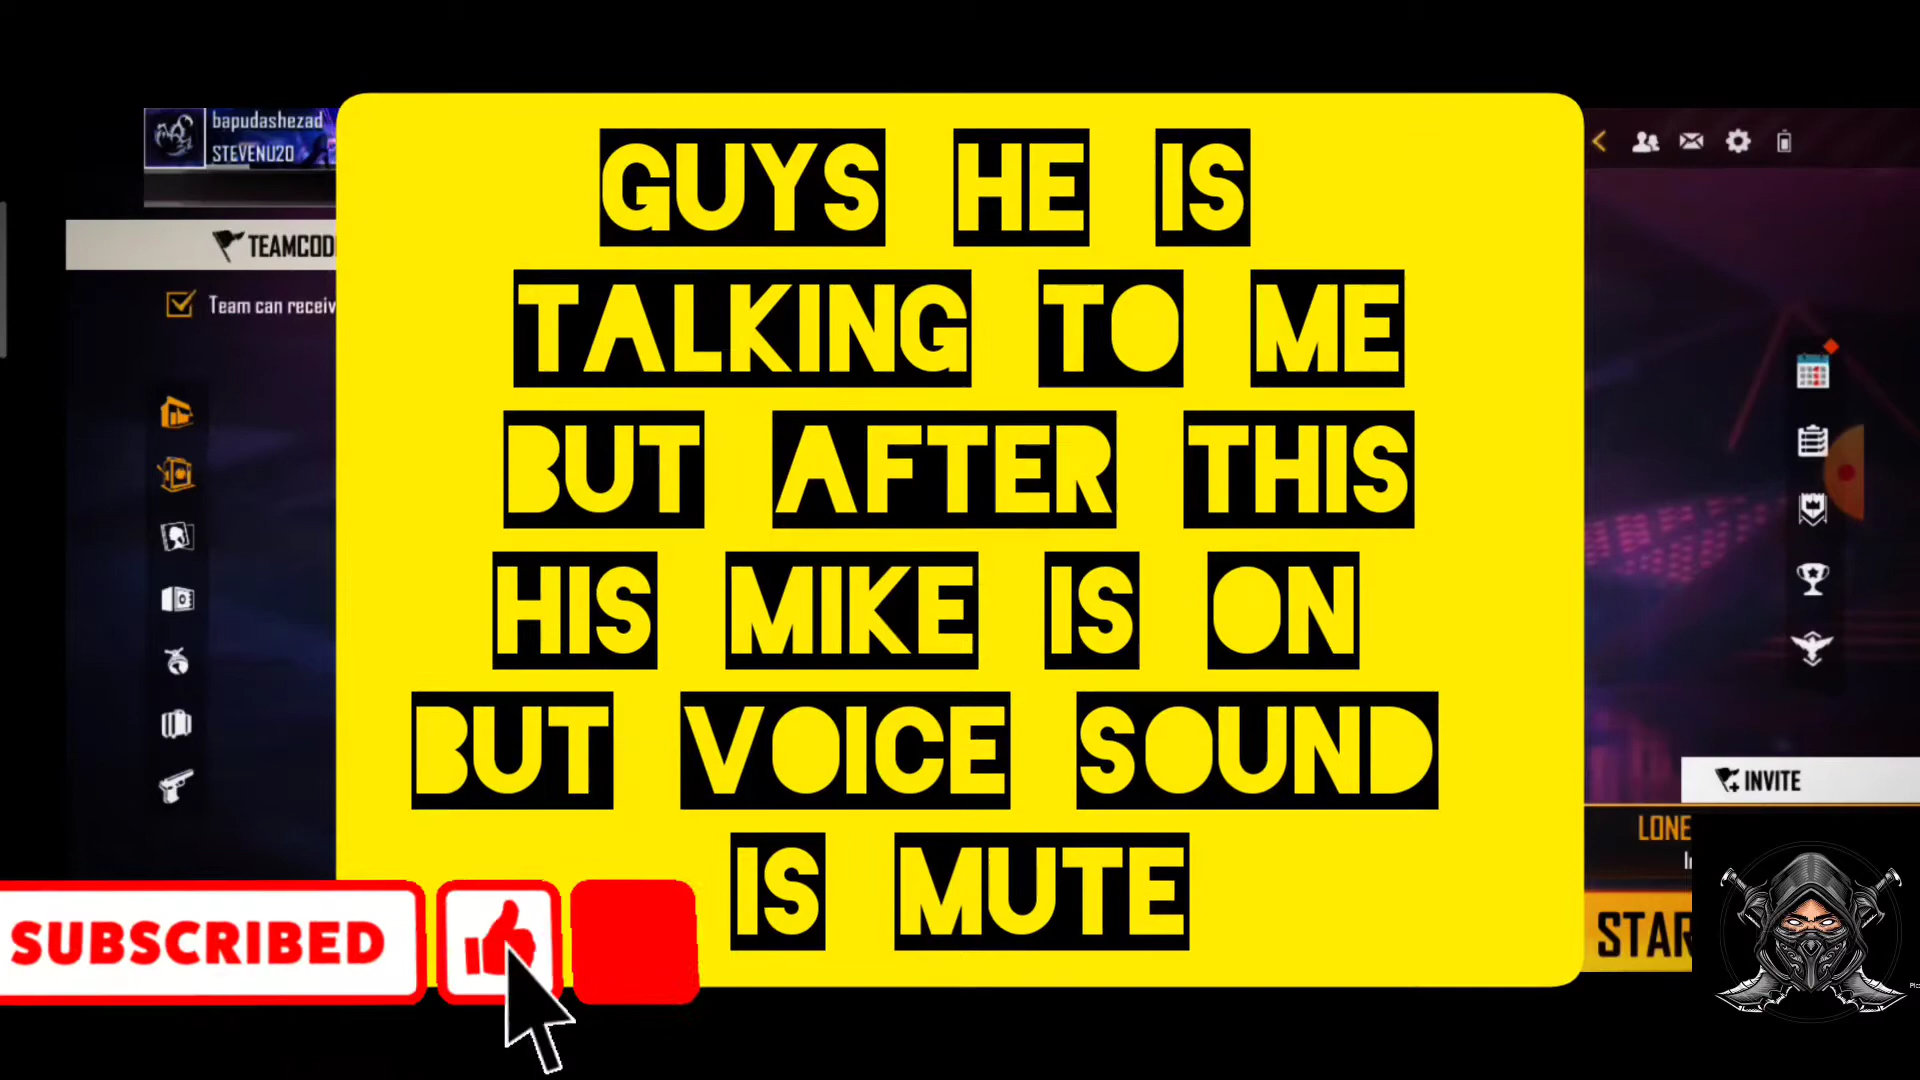 bapudashezad
STEVENU20
TEAMCOD
Team can receiv
GUYS HE IS
TALKING TO ME
BUT AFTER THIS
HIS MIKE IS ON
BUT VOICE SOUND
IS MUTE
INVITE
LONE
STAR
SUBSCRIBED